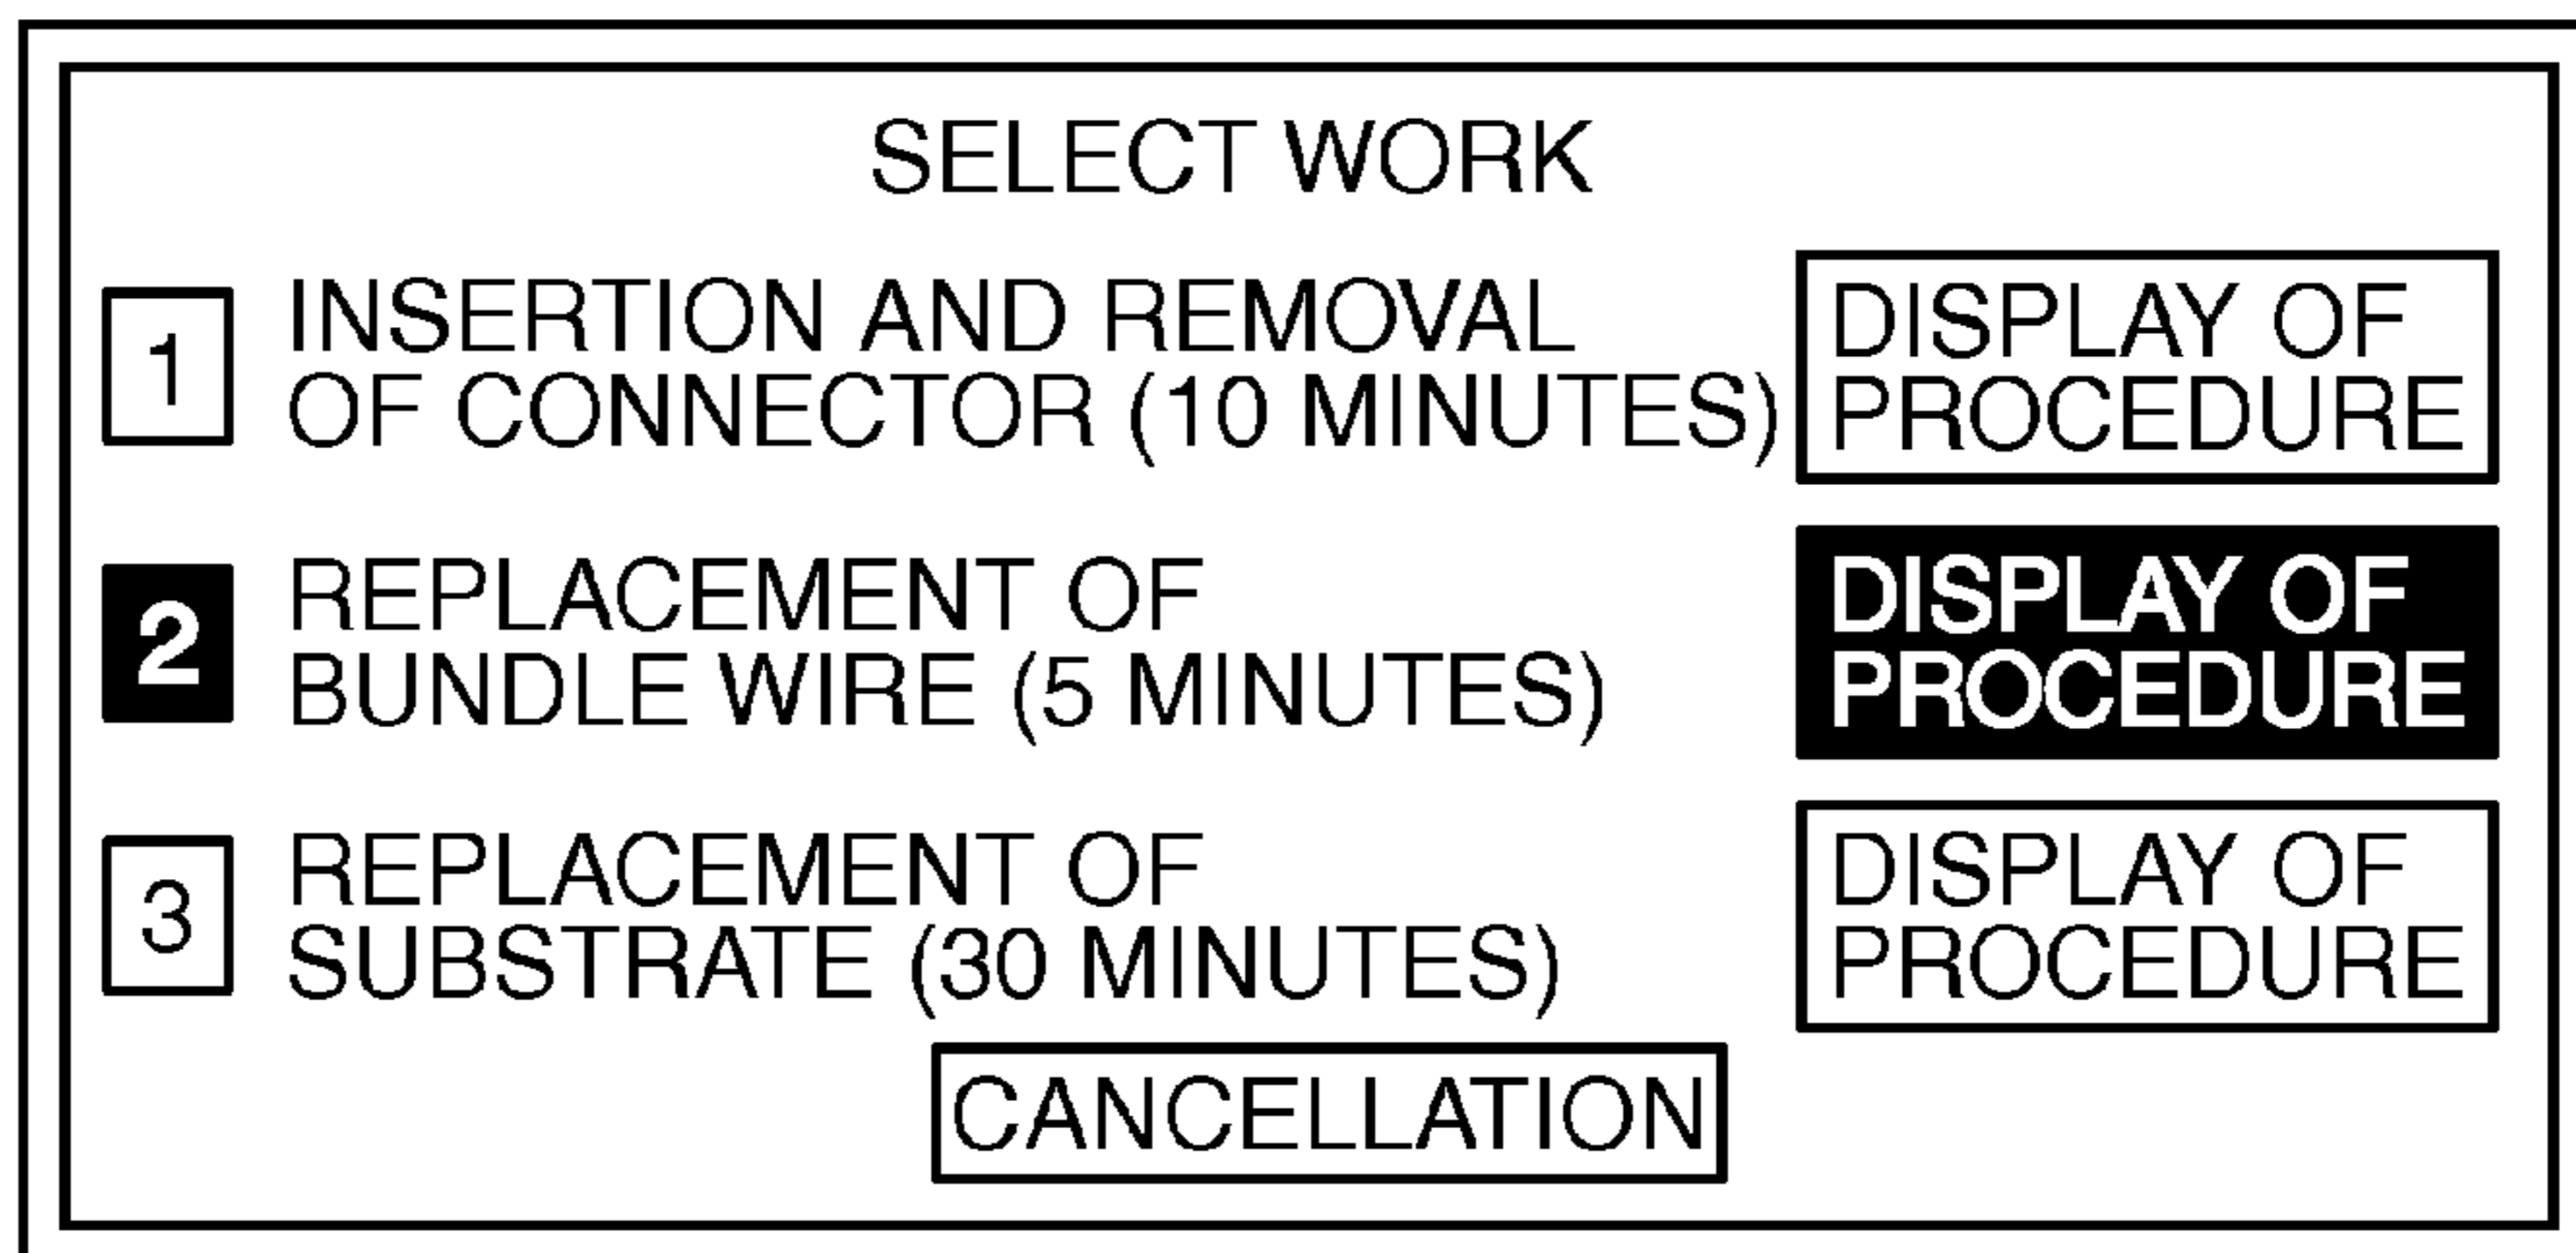 SELECT WORK
1
INSERTION AND REMOVAL
OF CONNECTOR (10 MINUTES)
DISPLAY OF
PROCEDURE
2
REPLACEMENT OF
BUNDLE WIRE (5 MINUTES)
DISPLAY OF
PROCEDURE
3
REPLACEMENT OF
SUBSTRATE (30 MINUTES)
DISPLAY OF
PROCEDURE
CANCELLATION